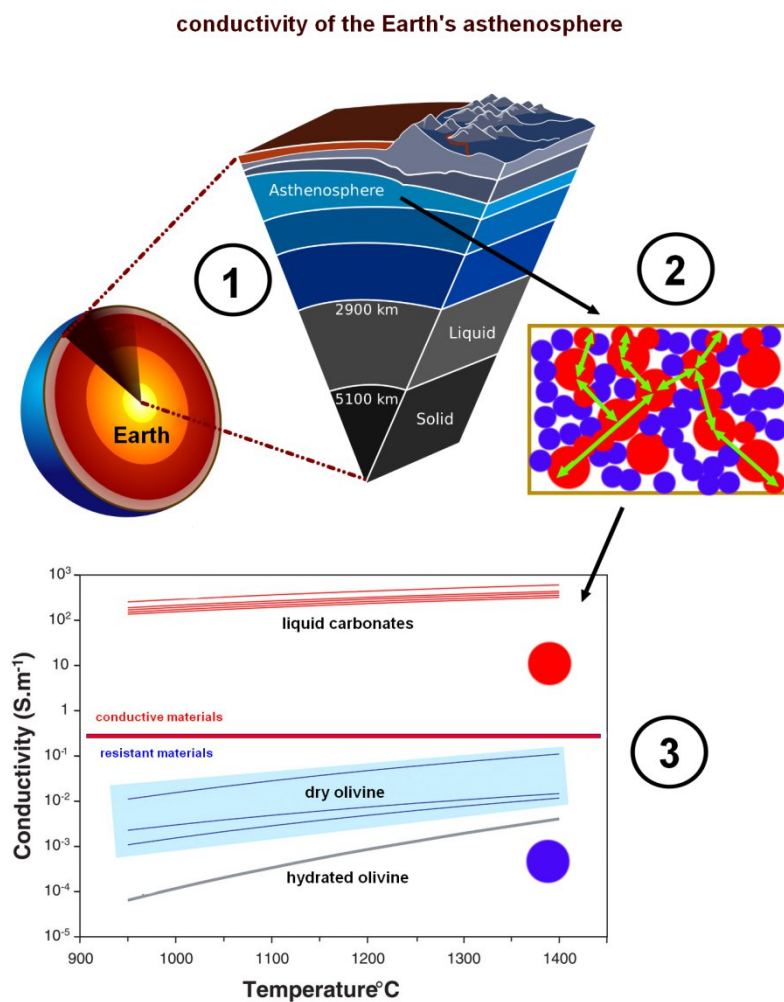 conductivity of the Earth's asthenosphere
Asthenosphere
1
2
2900 km
Liquid
5100 km
Solid
Earth
10³
10²
10
1
10⁻¹
10⁻²
10⁻³
10⁻⁴
10⁻⁵
Conductivity (S.m⁻¹)
liquid carbonates
conductive materials
resistant materials
3
dry olivine
hydrated olivine
900
1000
1100
1200
1300
1400
Temperature°C